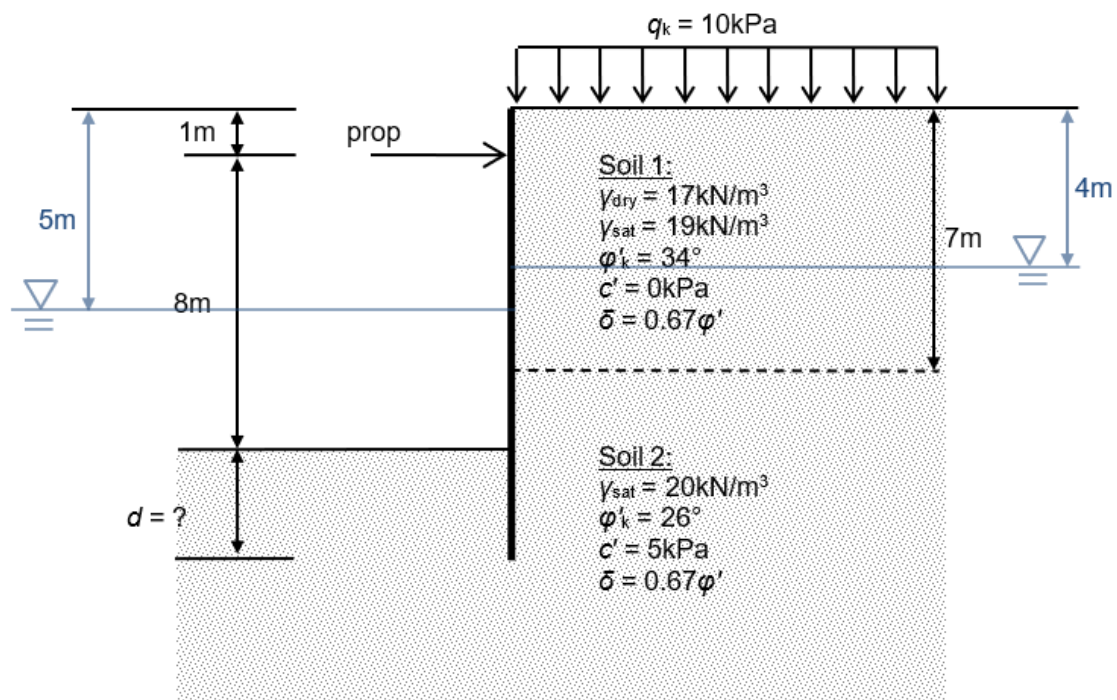 qk = 10kPa
1m
prop
5m
4m
Soil 1:
γdry = 17kN/m³
γsat = 19kN/m³
φ'k = 34°
c' = 0kPa
δ = 0.67φ'
7m
8m
Soil 2:
γsat = 20kN/m³
φ'k = 26°
c' = 5kPa
δ = 0.67φ'
d = ?